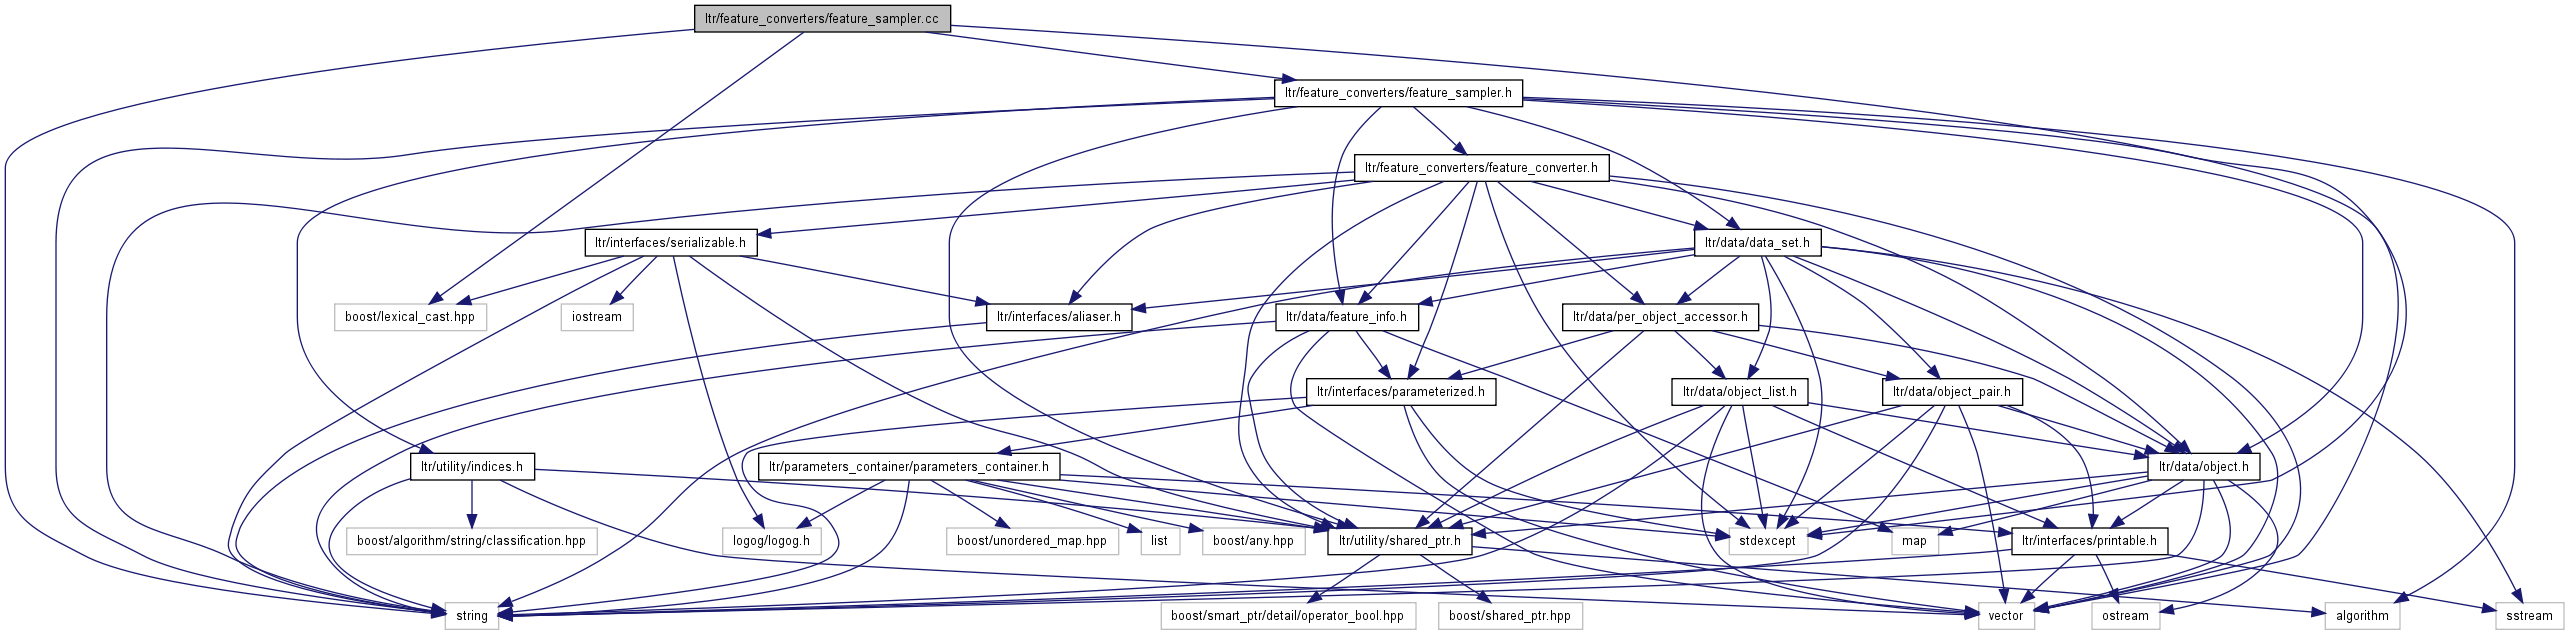 ltr/feature_converters/feature_sampler.cc
ltr/feature_converters/feature_sampler.h
ltr/feature_converters/feature_converter.h
ltr/interfaces/serializable.h
ltr/data/data_set.h
boost/lexical_cast.hpp
iostream
ltr/interfaces/aliaser.h
ltr/data/feature_info.h
ltr/data/per_object_accessor.h
ltr/interfaces/parameterized.h
ltr/data/object_list.h
ltr/data/object_pair.h
ltr/utility/indices.h
ltr/parameters_container/parameters_container.h
ltr/data/object.h
boost/algorithm/string/classification.hpp
logog/logog.h
boost/unordered_map.hpp
list
boost/any.hpp
ltr/utility/shared_ptr.h
stdexcept
map
ltr/interfaces/printable.h
string
boost/smart_ptr/detail/operator_bool.hpp
boost/shared_ptr.hpp
vector
ostream
algorithm
sstream